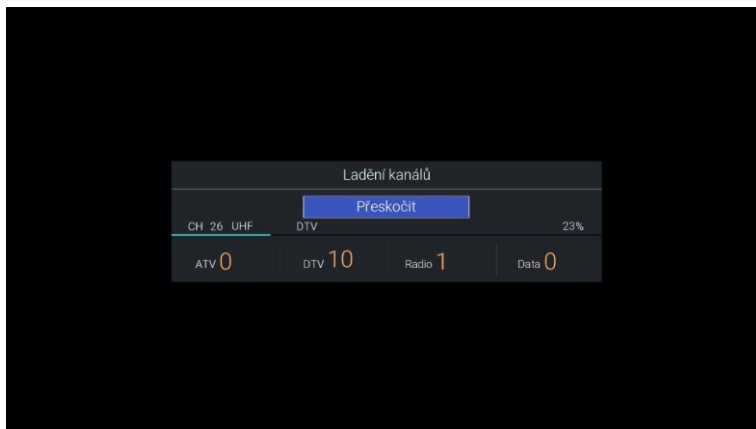 Ladění kanálů
Přeskočit
CH 26 UHF DTV 23%
ATV 0 DTV 10 Radio 1 Data 0